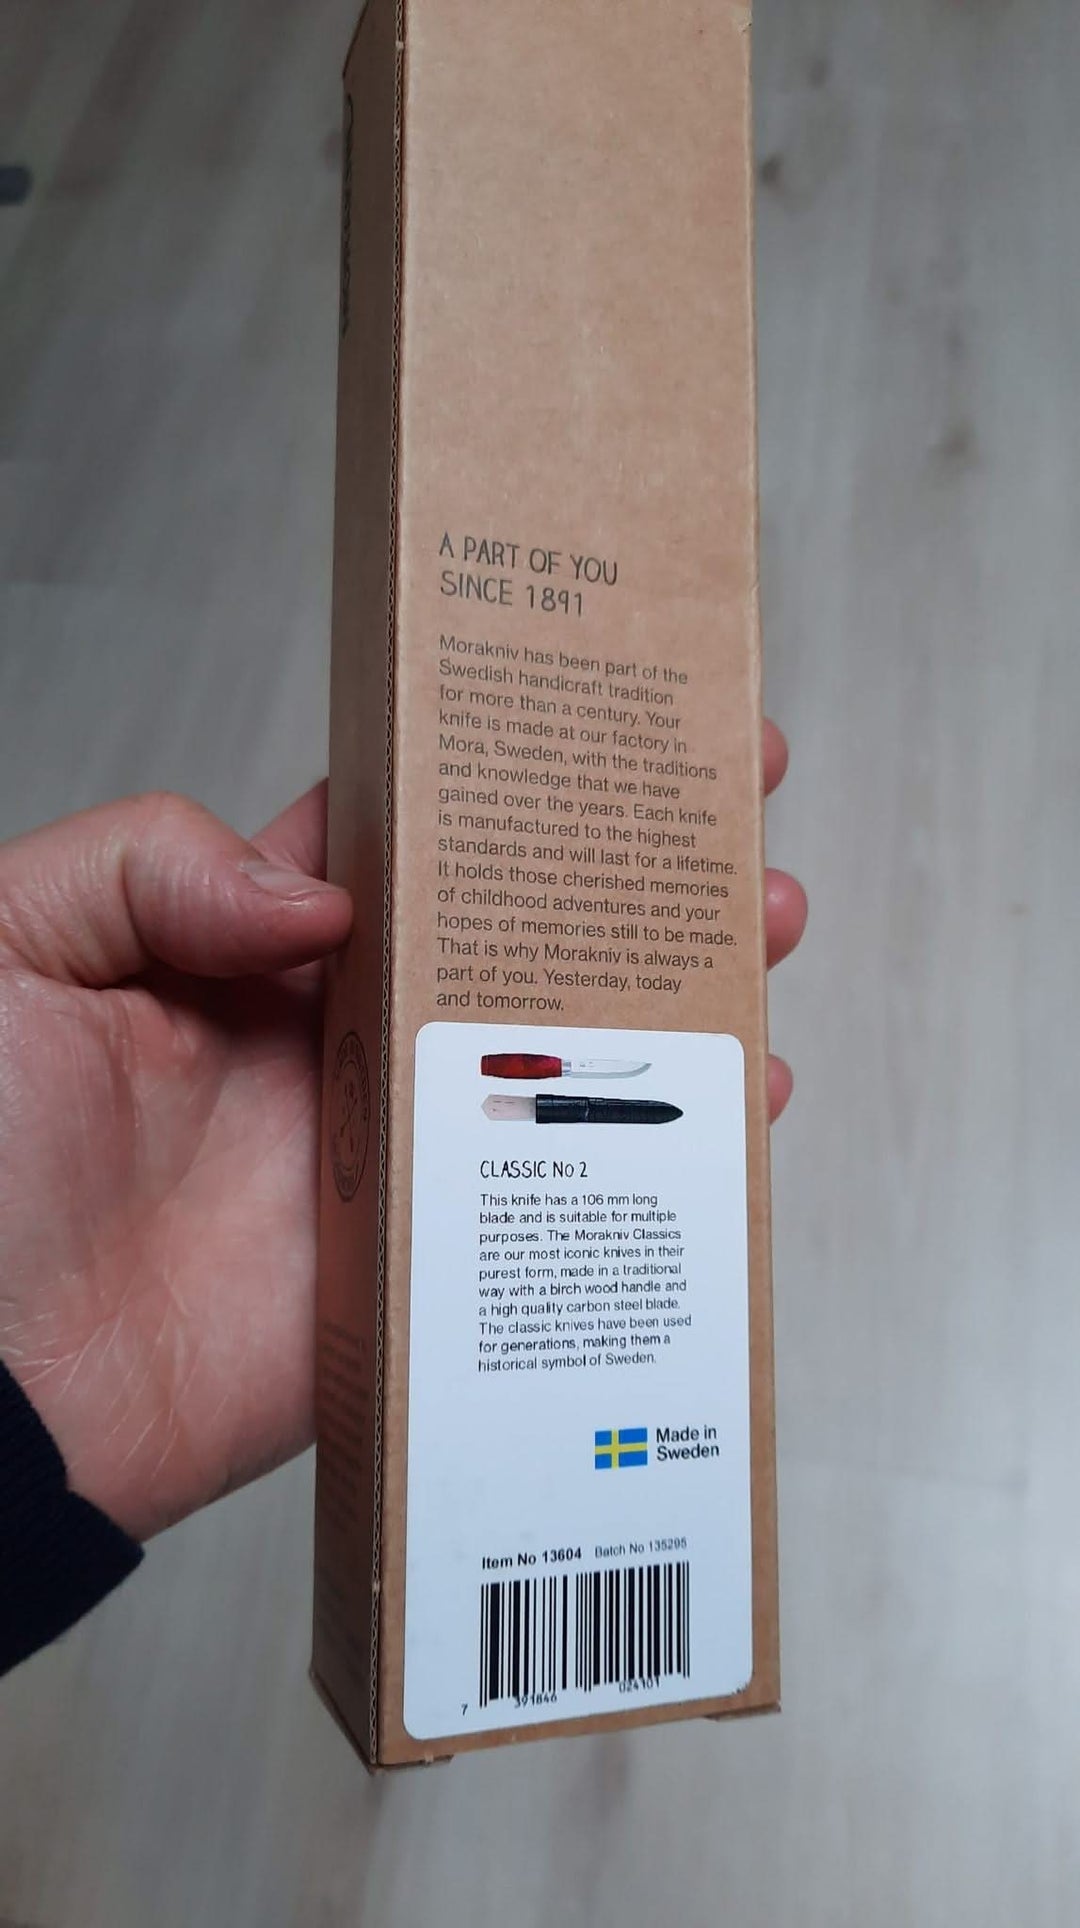 A PART OF YOU
SINCE 1891
Morakniv has been part of the
Swedish handicraft tradition
for more than a century. Your
knife is made at our factory in
Mora, Sweden, with the traditions
and knowledge that we have
gained over the years. Each knife
is manufactured to the highest
standards and will last for a lifetime.
It holds those cherished memories
of childhood adventures and your
hopes of memories still to be made.
That is why Morakniv is always a
part of you. Yesterday, today
and tomorrow.
CLASSIC No 2
This knife has a 106 mm long
blade and is suitable for multiple
purposes. The Morakniv Classics
are our most iconic knives in their
purest form, made in a traditional
way with a birch wood handle and
a high quality carbon steel blade.
The classic knives have been used
for generations, making them a
historical symbol of Sweden.
Made in
Sweden
Item No 13604 Batch No 135295
7 391846 024101